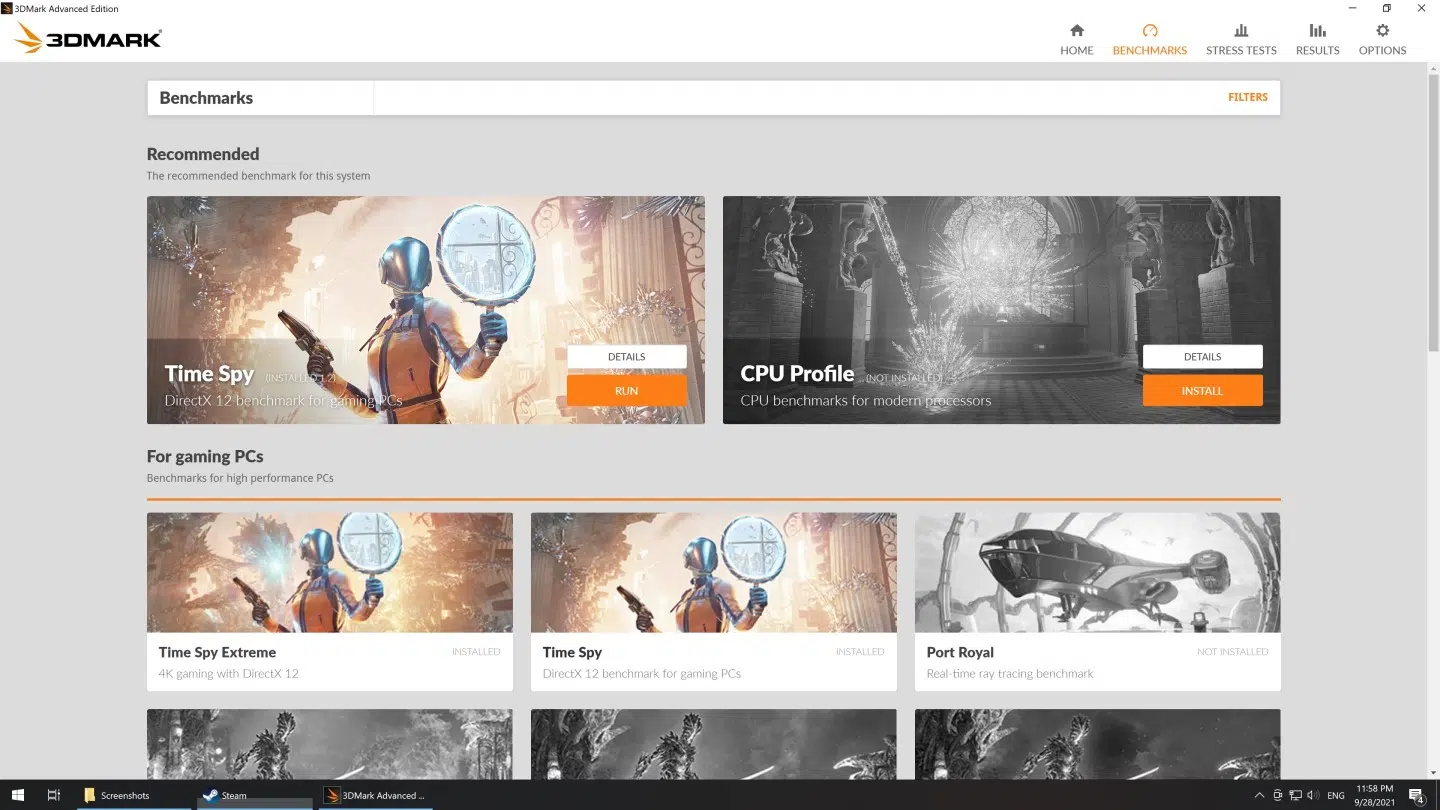 3DMark Advanced Edition
3DMARK
HOME
BENCHMARKS
STRESS TESTS
RESULTS
OPTIONS
Benchmarks
FILTERS
Recommended
The recommended benchmark for this system
DETAILS
Time Spy (INSTALLED 1.2)
RUN
DirectX 12 benchmark for gaming PCs
DETAILS
CPU Profile (NOT INSTALLED)
INSTALL
CPU benchmarks for modern processors
For gaming PCs
Benchmarks for high performance PCs
Time Spy Extreme
INSTALLED
4K gaming with DirectX 12
Time Spy
INSTALLED
DirectX 12 benchmark for gaming PCs
Port Royal
NOT INSTALLED
Real-time ray tracing benchmark
Screenshots
Steam
3DMark Advanced ...
ENG
11:58 PM
9/28/2021
4